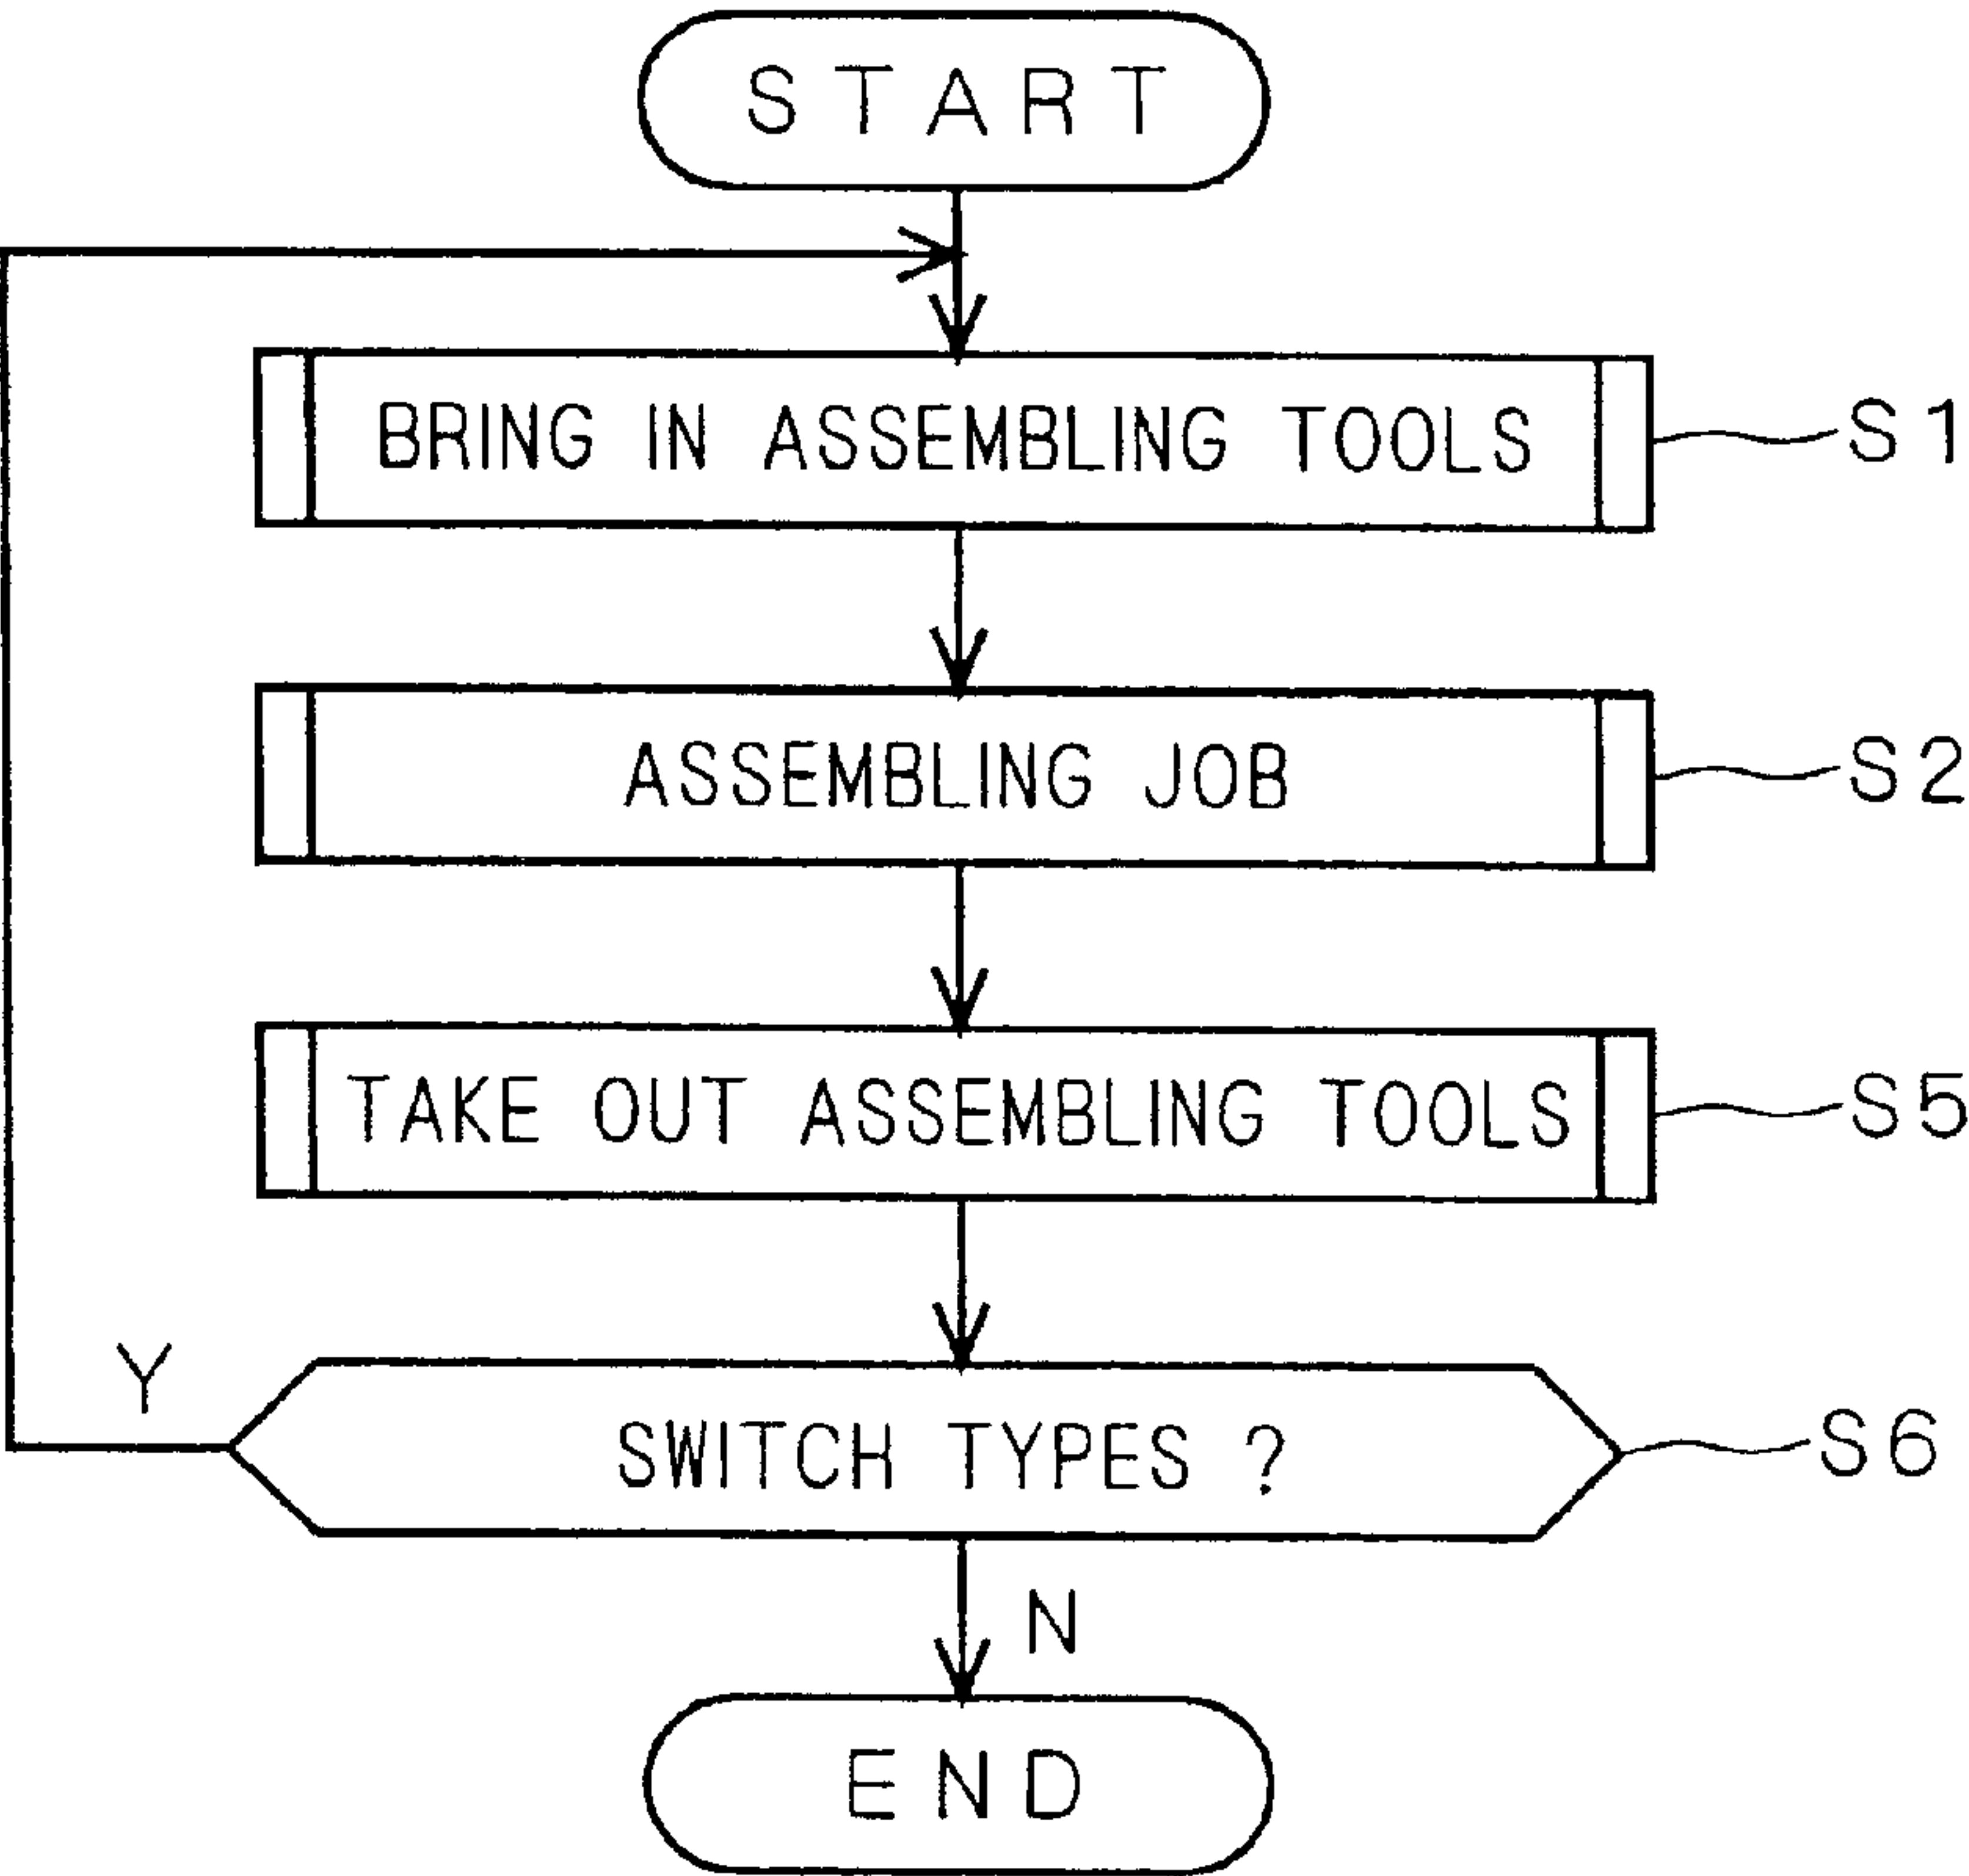 START
BRING IN ASSEMBLING TOOLS S1
ASSEMBLING JOB S2
TAKE OUT ASSEMBLING TOOLS S5
Y
SWITCH TYPES ? S6
N
END